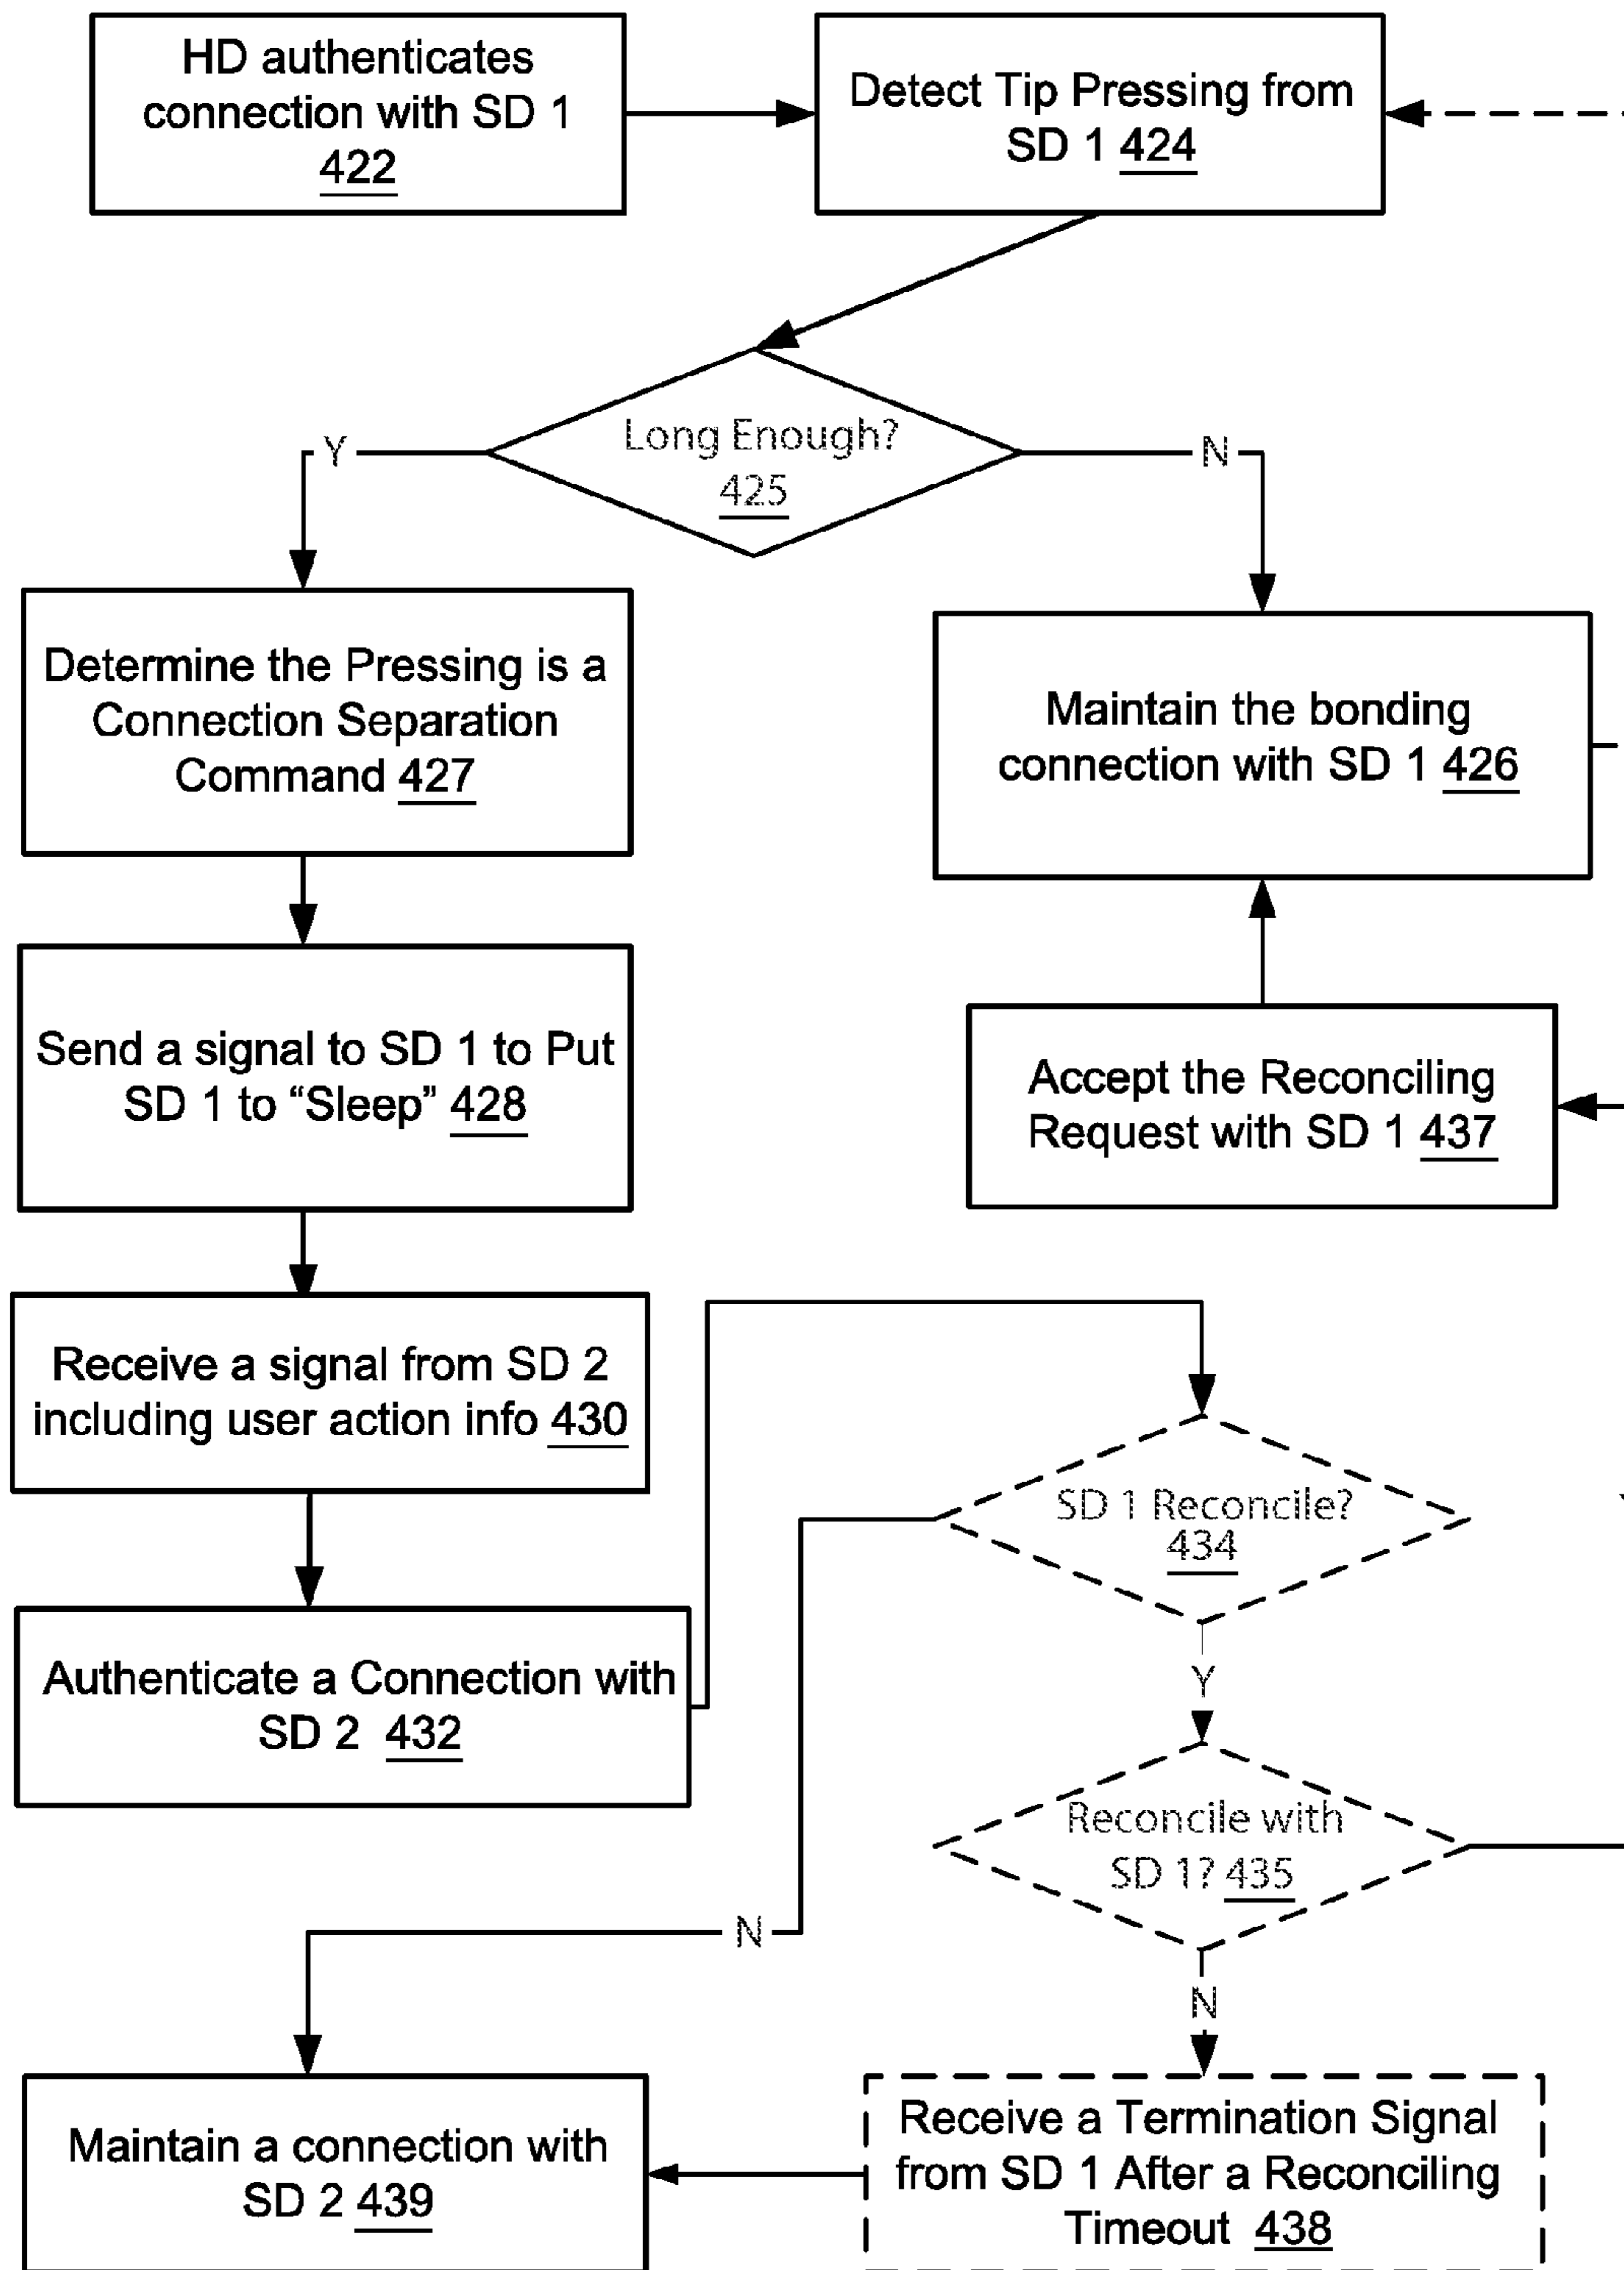 HD authenticates
connection with SD 1
422
Detect Tip Pressing from
SD 1 424
Long Enough?
425
Y
N
Determine the Pressing is a
Connection Separation
Command 427
Maintain the bonding
connection with SD 1 426
Send a signal to SD 1 to Put
SD 1 to “Sleep” 428
Accept the Reconciling
Request with SD 1 437
Receive a signal from SD 2
including user action info 430
SD 1 Reconcile?
434
Authenticate a Connection with
SD 2 432
Y
Reconcile with
SD 1? 435
N
N
Maintain a connection with
SD 2 439
Receive a Termination Signal
from SD 1 After a Reconciling
Timeout 438